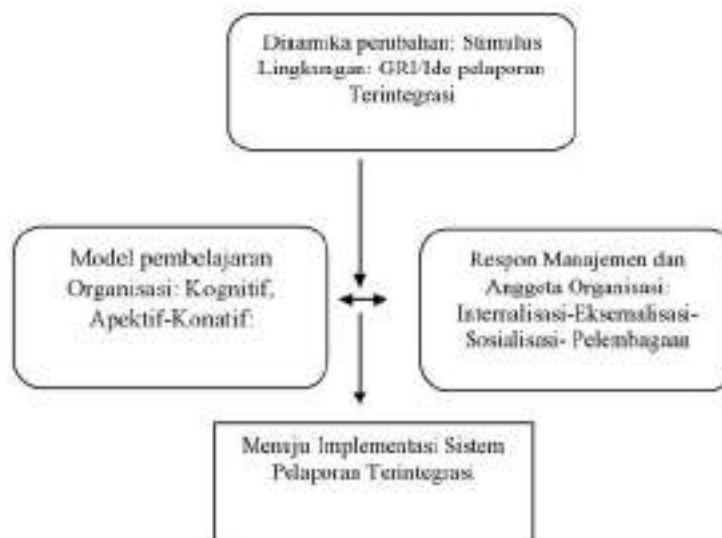 Dinamika perubahan: Stimulus
Lingkungan: GRI/Ide pelaporan
Terintegrasi
Model pembelajaran
Organisasi: Kognitif,
Apektif-Konatif:
Respon Manajemen dan
Anggota Organisasi:
Internalisasi-Eksernalisasi-
Sosialisasi- Pelembagaan
Menuju Implementasi Sistem
Pelaporan Terintegrasi